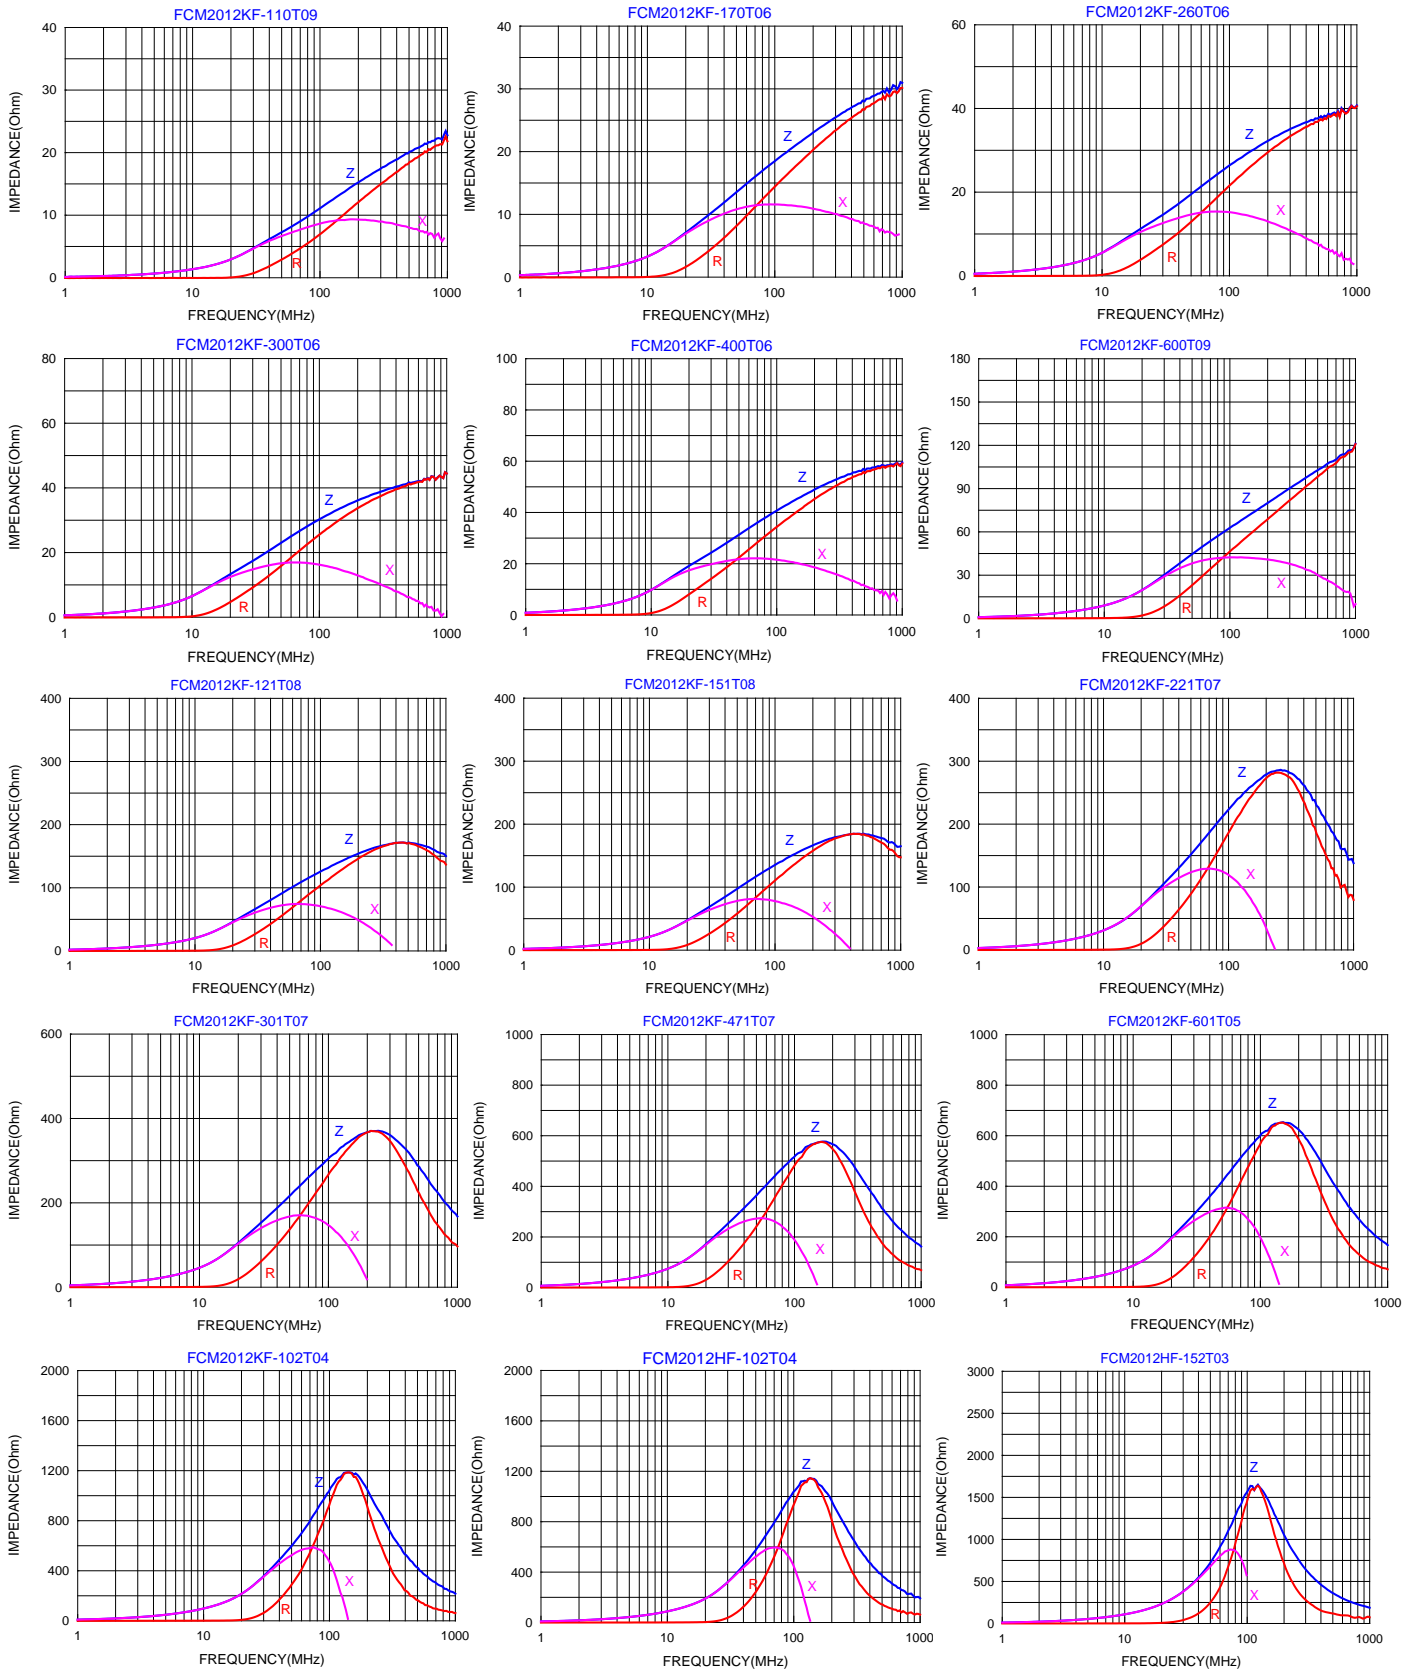 FCM2012KF-110T09
IMPEDANCE(Ohm)
40
30
20
10
0
Z
X
R
1
10
100
1000
FREQUENCY(MHz)
FCM2012KF-170T06
IMPEDANCE(Ohm)
40
30
20
10
0
Z
X
R
1
10
100
1000
FREQUENCY(MHz)
FCM2012KF-260T06
IMPEDANCE(Ohm)
60
40
20
0
Z
X
R
1
10
100
1000
FREQUENCY(MHz)
FCM2012KF-300T06
IMPEDANCE(Ohm)
80
60
40
20
0
Z
X
R
1
10
100
1000
FREQUENCY(MHz)
FCM2012KF-400T06
IMPEDANCE(Ohm)
100
80
60
40
20
0
Z
X
R
1
10
100
1000
FREQUENCY(MHz)
FCM2012KF-600T09
IMPEDANCE(Ohm)
180
150
120
90
60
30
0
Z
X
R
1
10
100
1000
FREQUENCY(MHz)
FCM2012KF-121T08
IMPEDANCE(Ohm)
400
300
200
100
0
Z
X
R
1
10
100
1000
FREQUENCY(MHz)
FCM2012KF-151T08
IMPEDANCE(Ohm)
400
300
200
100
0
Z
X
R
1
10
100
1000
FREQUENCY(MHz)
FCM2012KF-221T07
IMPEDANCE(Ohm)
400
300
200
100
0
Z
X
R
1
10
100
1000
FREQUENCY(MHz)
FCM2012KF-301T07
IMPEDANCE(Ohm)
600
400
200
0
Z
X
R
1
10
100
1000
FREQUENCY(MHz)
FCM2012KF-471T07
IMPEDANCE(Ohm)
1000
800
600
400
200
0
Z
X
R
1
10
100
1000
FREQUENCY(MHz)
FCM2012KF-601T05
IMPEDANCE(Ohm)
1000
800
600
400
200
0
Z
X
R
1
10
100
1000
FREQUENCY(MHz)
FCM2012KF-102T04
IMPEDANCE(Ohm)
2000
1600
1200
800
400
0
Z
X
R
1
10
100
1000
FREQUENCY(MHz)
FCM2012HF-102T04
IMPEDANCE(Ohm)
2000
1600
1200
800
400
0
Z
R
X
1
10
100
1000
FREQUENCY(MHz)
FCM2012HF-152T03
IMPEDANCE(Ohm)
3000
2500
2000
1500
1000
500
0
Z
X
R
1
10
100
1000
FREQUENCY(MHz)